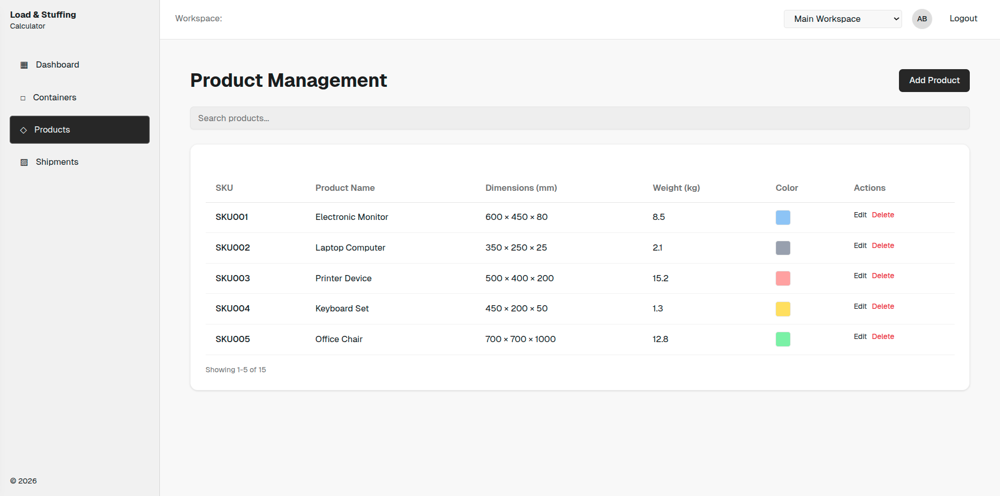 Load & Stuffing
Calculator
Workspace:
Main Workspace
AB
Logout
Dashboard
Containers
Products
Shipments
© 2026
Product Management
Add Product
Search products...
SKU Product Name Dimensions (mm) Weight (kg) Color Actions
SKU001 Electronic Monitor 600 × 450 × 80 8.5 Edit Delete
SKU002 Laptop Computer 350 × 250 × 25 2.1 Edit Delete
SKU003 Printer Device 500 × 400 × 200 15.2 Edit Delete
SKU004 Keyboard Set 450 × 200 × 50 1.3 Edit Delete
SKU005 Office Chair 700 × 700 × 1000 12.8 Edit Delete
Showing 1-5 of 15